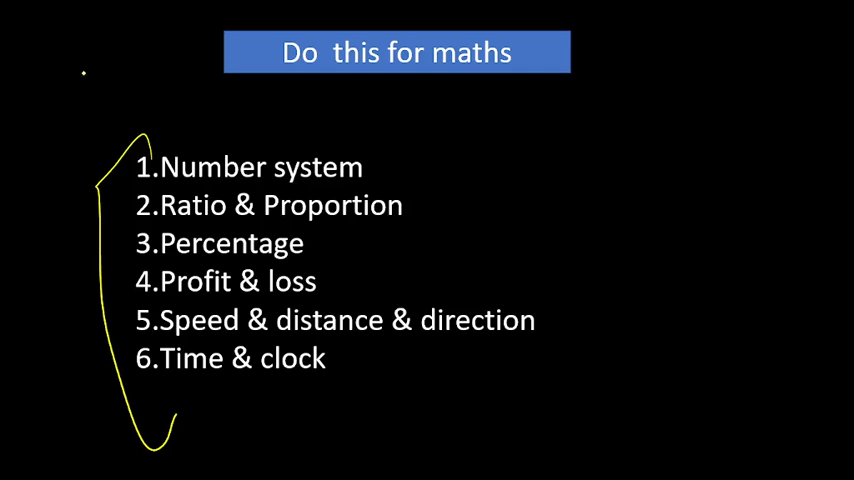 Do this for maths
1.Number system
2.Ratio & Proportion
3.Percentage
4.Profit & loss
5.Speed & distance & direction
6.Time & clock